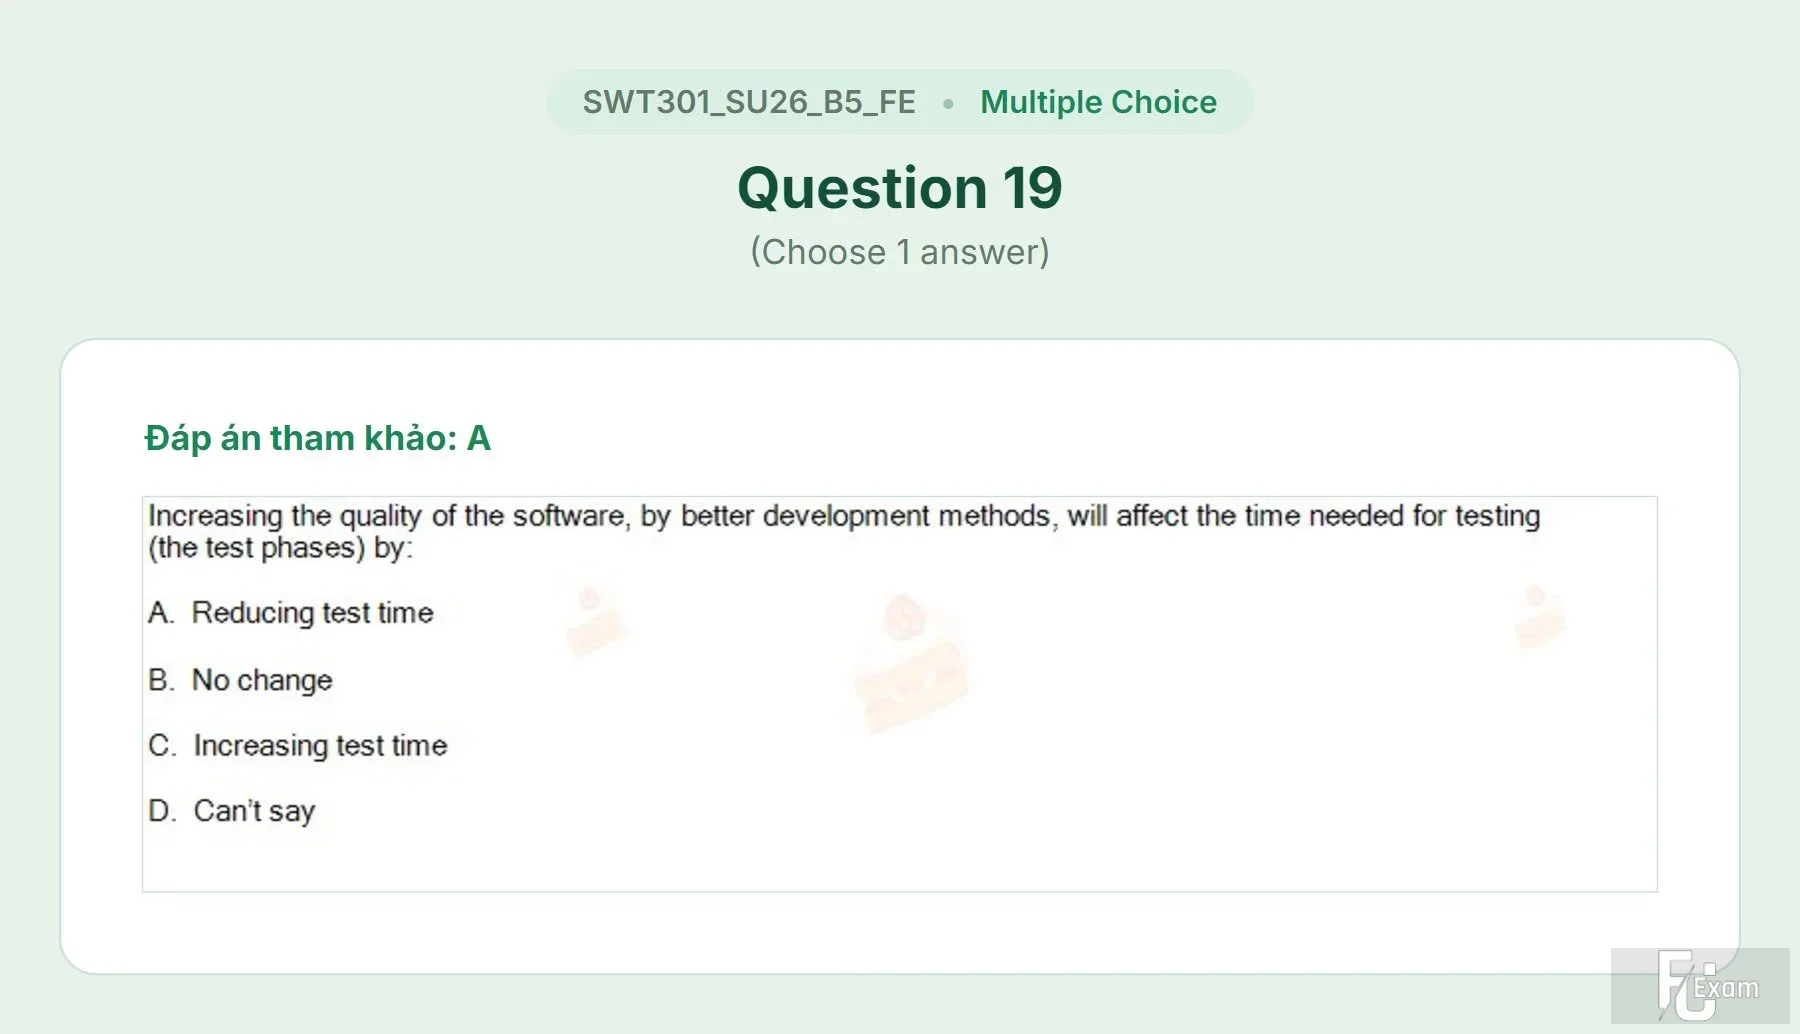 SWT301_SU26_B5_FE • Multiple Choice
Question 19
(Choose 1 answer)
Đáp án tham khảo: A
Increasing the quality of the software, by better development methods, will affect the time needed for testing
(the test phases) by:
A. Reducing test time
B. No change
C. Increasing test time
D. Can't say
FU Exam